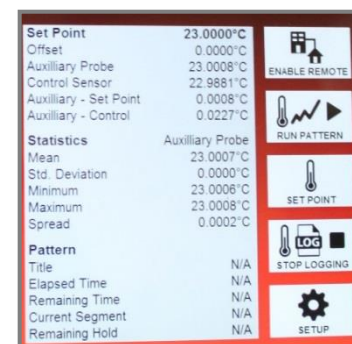 Set Point 23.0000°C
Offset 0.0000°C
Auxilliary Probe 23.0008°C
Control Sensor 22.9881°C
Auxilliary - Set Point 0.0008°C
Auxilliary - Control 0.0227°C
Statistics Auxilliary Probe
Mean 23.0007°C
Std. Deviation 0.0000°C
Minimum 23.0006°C
Maximum 23.0008°C
Spread 0.0002°C
Pattern
Title N/A
Elapsed Time N/A
Remaining Time N/A
Current Segment N/A
Remaining Hold N/A
ENABLE REMOTE
RUN PATTERN
SET POINT
LOG
STOP LOGGING
SETUP